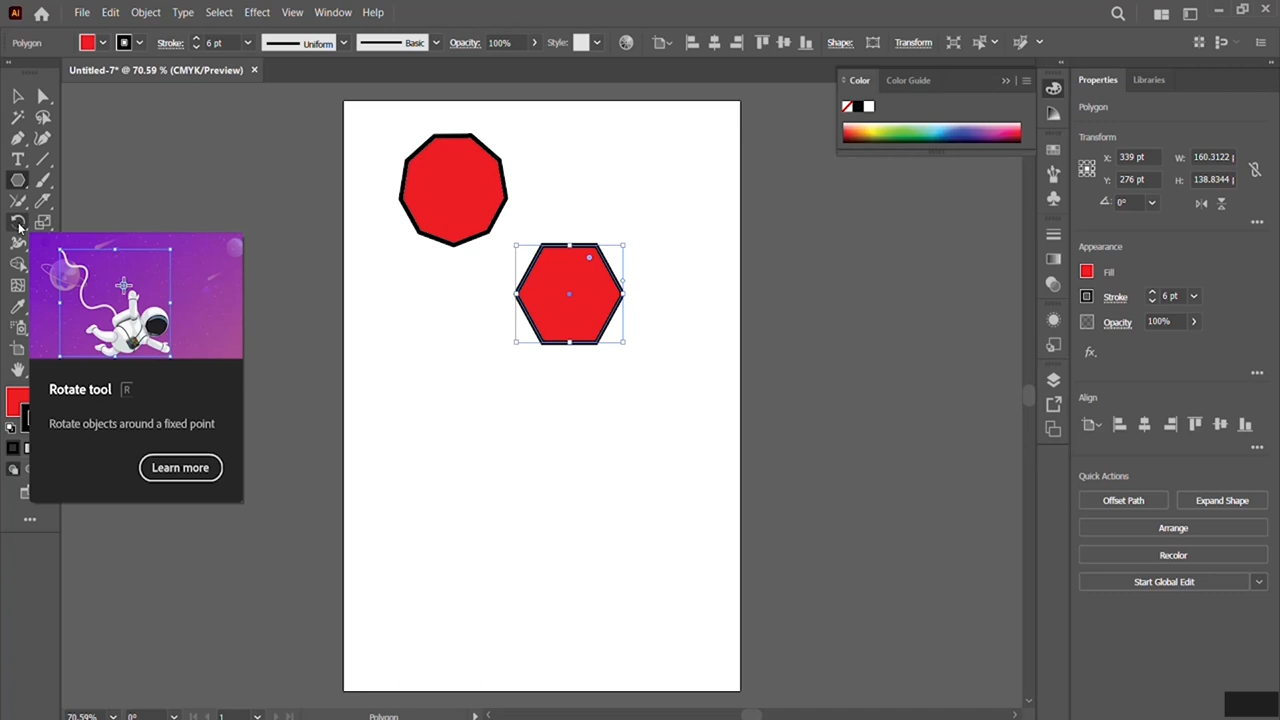 Ai File Edit Object Type Select Effect View Window Help
Polygon Stroke: 6 pt Uniform Basic Opacity: 100% Style: Shape: Transform
Untitled-7* @ 70.59 % (CMYK/Preview)
Color Color Guide
Properties Libraries
Polygon
Transform
X: 339 pt W: 160.3122
Y: 276 pt H: 138.8344
0°
Appearance
Fill
Stroke 6 pt
Opacity 100%
fx.
Align
Quick Actions
Offset Path Expand Shape
Arrange
Recolor
Start Global Edit
T
Rotate tool R
Rotate objects around a fixed point
Learn more
70.59% 0° 1 Polygon